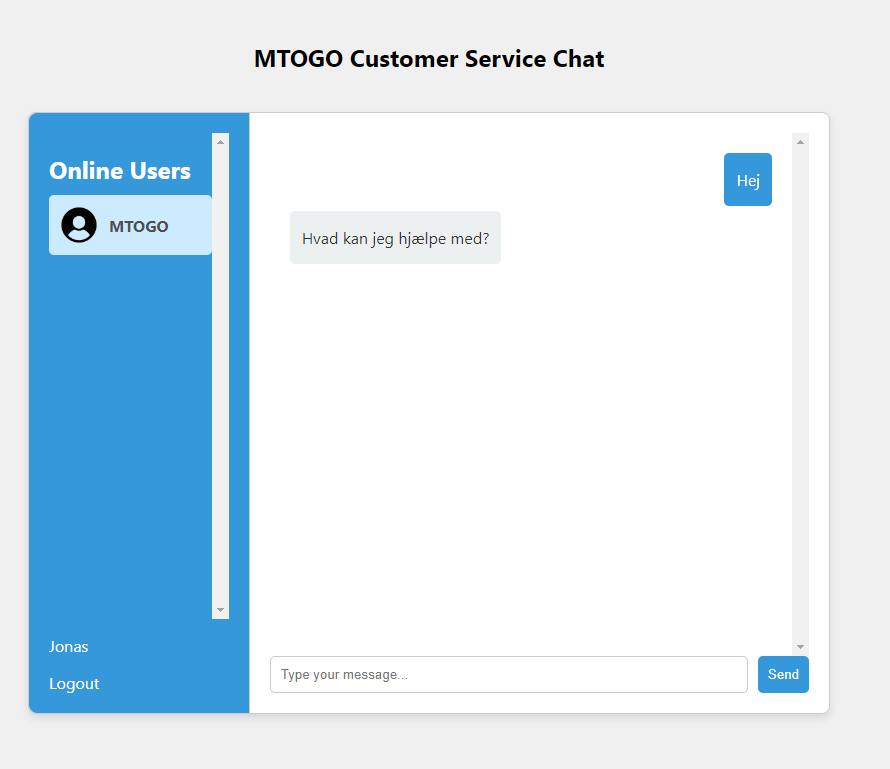 MTOGO Customer Service Chat
Online Users
MTOGO
Jonas
Logout
Hej
Hvad kan jeg hjælpe med?
Type your message...
Send